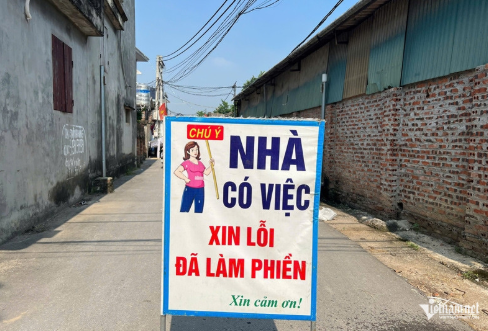 CHÚ Ý
NHÀ
CÓ VIỆC
XIN LỖI
ĐÃ LÀM PHIỀN
Xin cảm ơn!
Vietnamnet